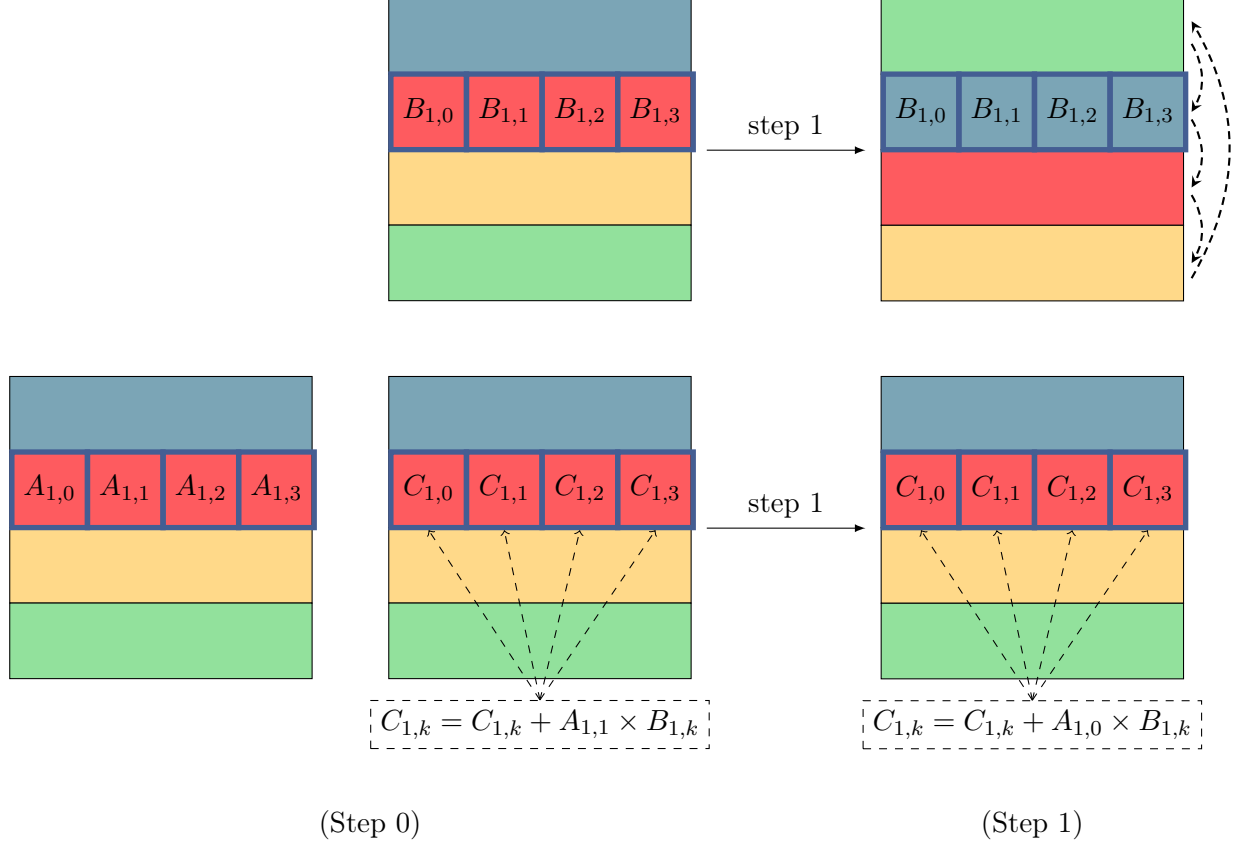 B1,0 B1,1 B1,2 B1,3
step 1
B1,0 B1,1 B1,2 B1,3
A1,0 A1,1 A1,2 A1,3
C1,0 C1,1 C1,2 C1,3
step 1
C1,0 C1,1 C1,2 C1,3
C1,k = C1,k + A1,1 × B1,k
C1,k = C1,k + A1,0 × B1,k
(Step 0)
(Step 1)